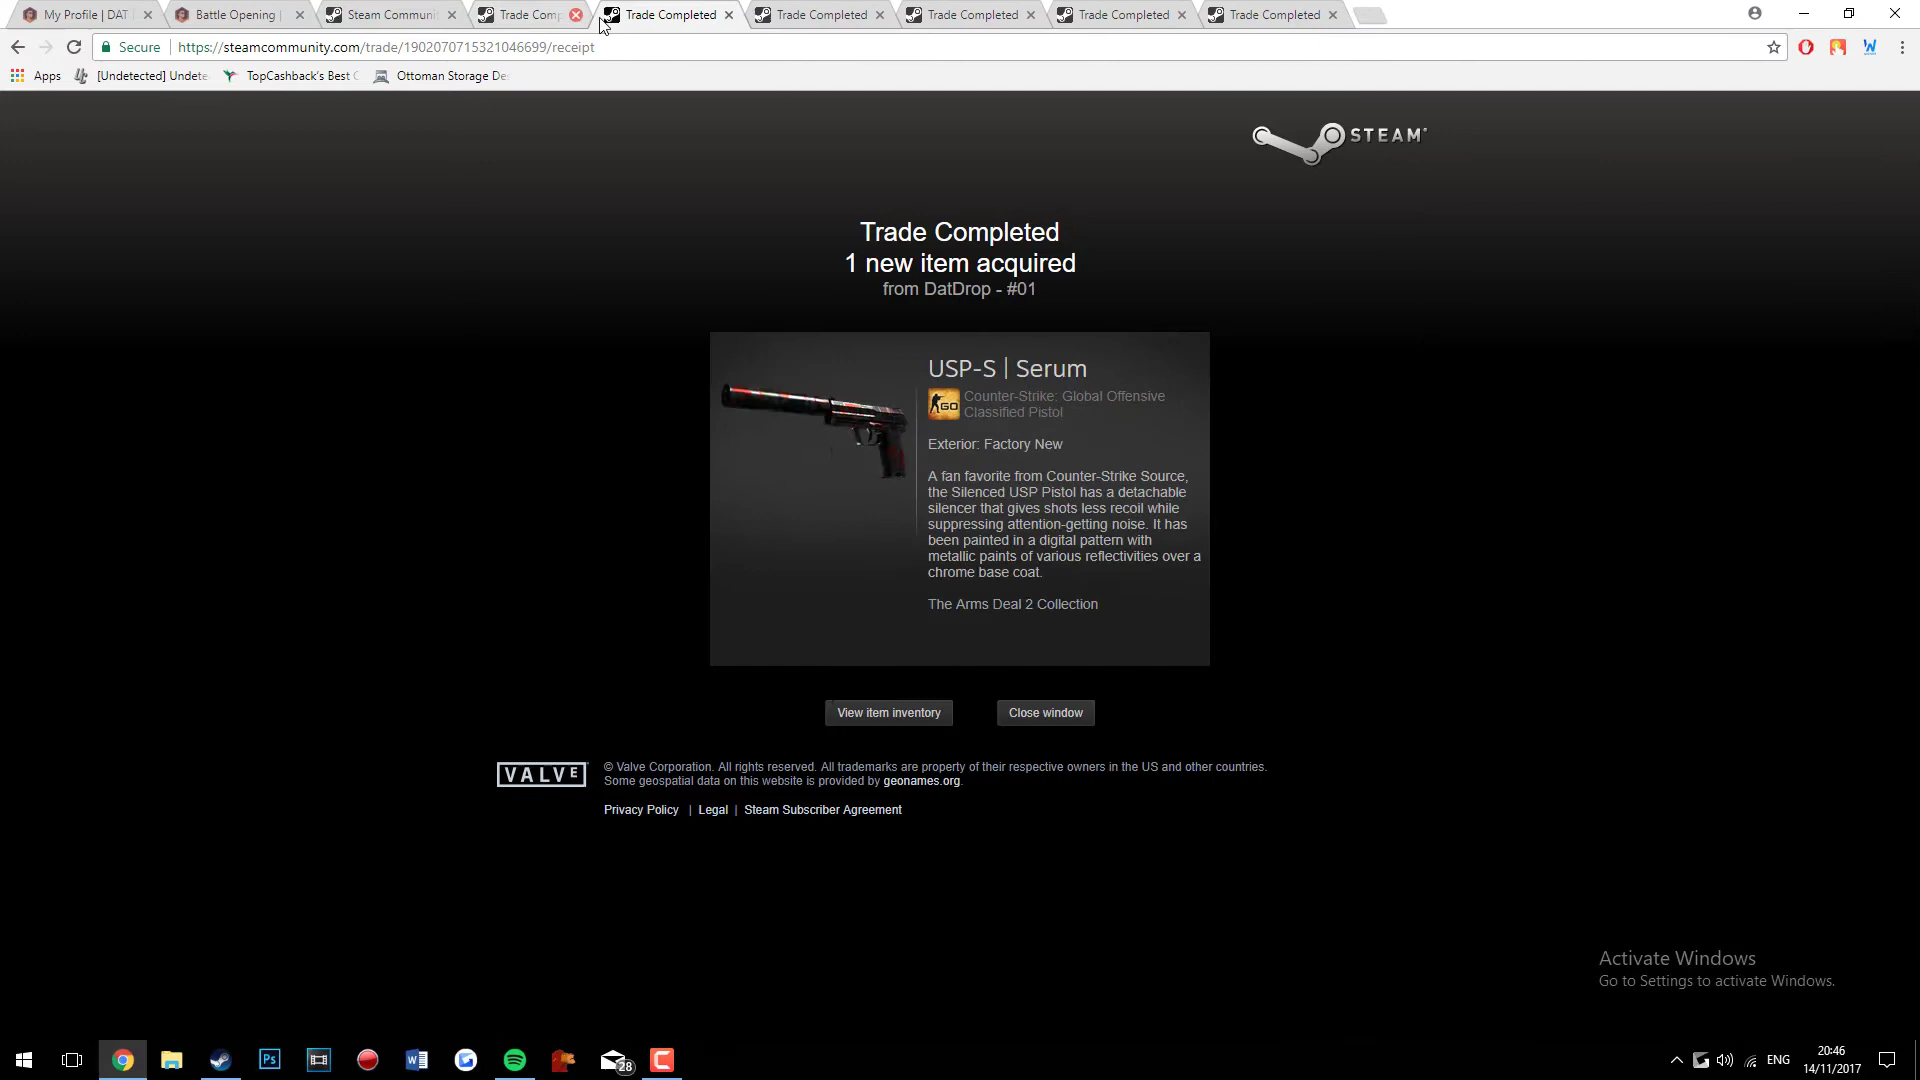 My Profile | DAT
Battle Opening |
Steam Communi
Trade Comp
Trade Completed
Trade Completed
Trade Completed
Trade Completed
Trade Completed
Secure
https://steamcommunity.com/trade/1902070715321046699/receipt
Apps
[Undetected] Undete
TopCashback's Best C
Ottoman Storage De
STEAM
Trade Completed
1 new item acquired
from DatDrop - #01
USP-S | Serum
GO
Counter-Strike: Global Offensive
Classified Pistol
Exterior: Factory New
A fan favorite from Counter-Strike Source,
the Silenced USP Pistol has a detachable
silencer that gives shots less recoil while
suppressing attention-getting noise. It has
been painted in a digital pattern with
metallic paints of various reflectivities over a
chrome base coat.
The Arms Deal 2 Collection
View item inventory
Close window
VALVE
© Valve Corporation. All rights reserved. All trademarks are property of their respective owners in the US and other countries.
Some geospatial data on this website is provided by geonames.org.
Privacy Policy | Legal | Steam Subscriber Agreement
Activate Windows
Go to Settings to activate Windows.
Ps
28
ENG
20:46
14/11/2017